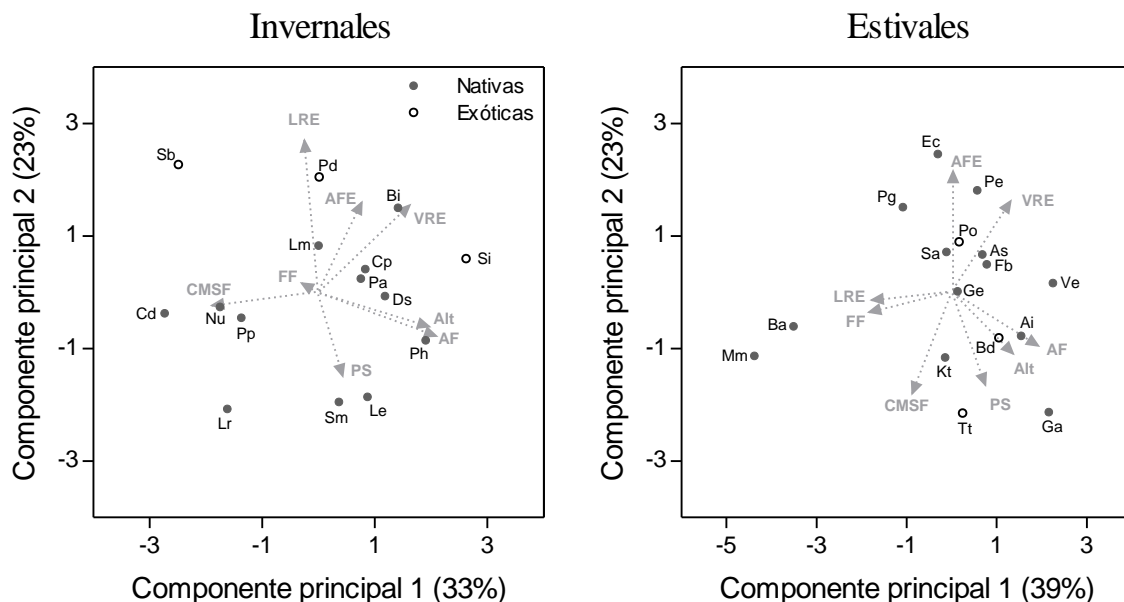 Invernales
Componente principal 2 (23%)
3
1
-1
-3
Nativas
Exóticas
LRE
Sb
Pd
AFE
Bi
VRE
Lm
Cp
Si
FF
Pa
CMSF
Ds
Cd
Nu
Pp
Alt
AF
Ph
PS
Lr
Sm
Le
-3
-1
1
3
Componente principal 1 (33%)
Estivales
Componente principal 2 (23%)
3
1
-1
-3
Ec
AFE
Pe
Pg
VRE
Po
Sa
As
Fb
Ve
LRE
Ge
FF
Ba
Ai
Bd
AF
Mm
Kt
Alt
CMSF
PS
Tt
Ga
-5
-3
-1
1
3
Componente principal 1 (39%)